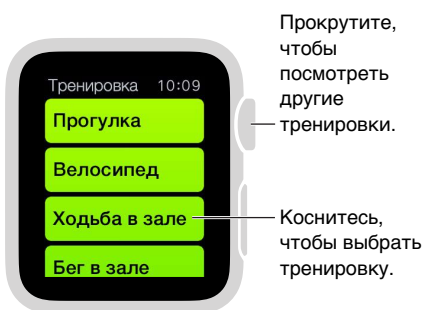 Прокрутите,
чтобы
посмотреть
другие
тренировки.
Тренировка 10:09
Прогулка
Велосипед
Ходьба в зале
Бег в зале
Коснитесь,
чтобы выбрать
тренировку.